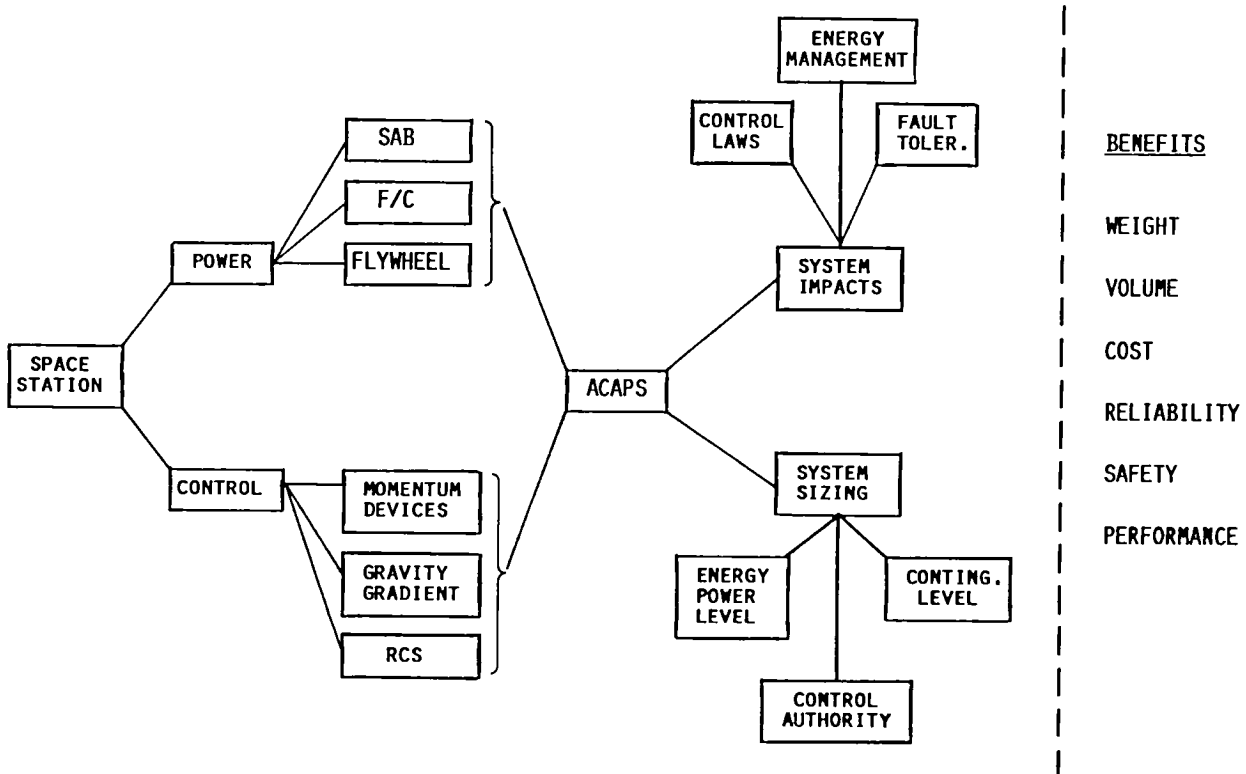 SPACE
STATION
POWER
CONTROL
SAB
F/C
FLYWHEEL
MOMENTUM
DEVICES
GRAVITY
GRADIENT
RCS
ACAPS
ENERGY
MANAGEMENT
CONTROL
LAWS
FAULT
TOLER.
SYSTEM
IMPACTS
SYSTEM
SIZING
ENERGY
POWER
LEVEL
CONTING.
LEVEL
CONTROL
AUTHORITY
BENEFITS
WEIGHT
VOLUME
COST
RELIABILITY
SAFETY
PERFORMANCE